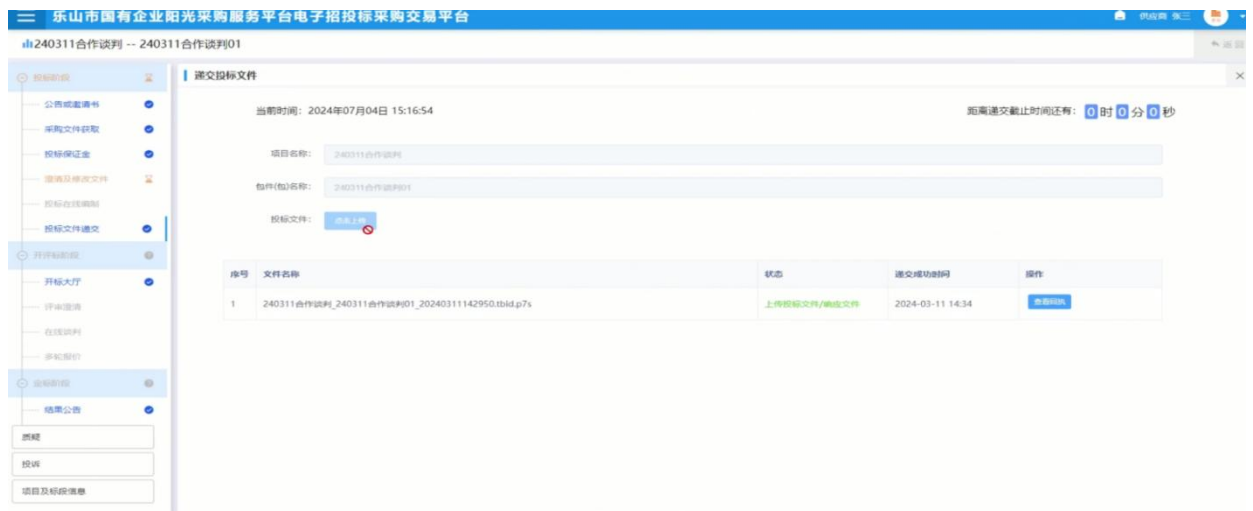 乐山市国有企业阳光采购服务平台电子招投标采购交易平台
供应商 张三
240311合作谈判 -- 240311合作谈判01
返回
投标阶段
公告或邀请书
采购文件获取
投标保证金
澄清及修改文件
投标在线编制
投标文件递交
开评标阶段
开标大厅
评审澄清
在线谈判
多轮报价
定标阶段
结果公告
质疑
投诉
项目及标段信息
递交投标文件
当前时间：2024年07月04日 15:16:54
距离递交截止时间还有：0时0分0秒
项目名称：
240311合作谈判
包件(包)名称：
240311合作谈判01
投标文件：
点击上传
序号 文件名称 状态 递交成功时间 操作
1 240311合作谈判_240311合作谈判01_20240311142950.tbld.p7s 上传投标文件/响应文件 2024-03-11 14:34 查看回执